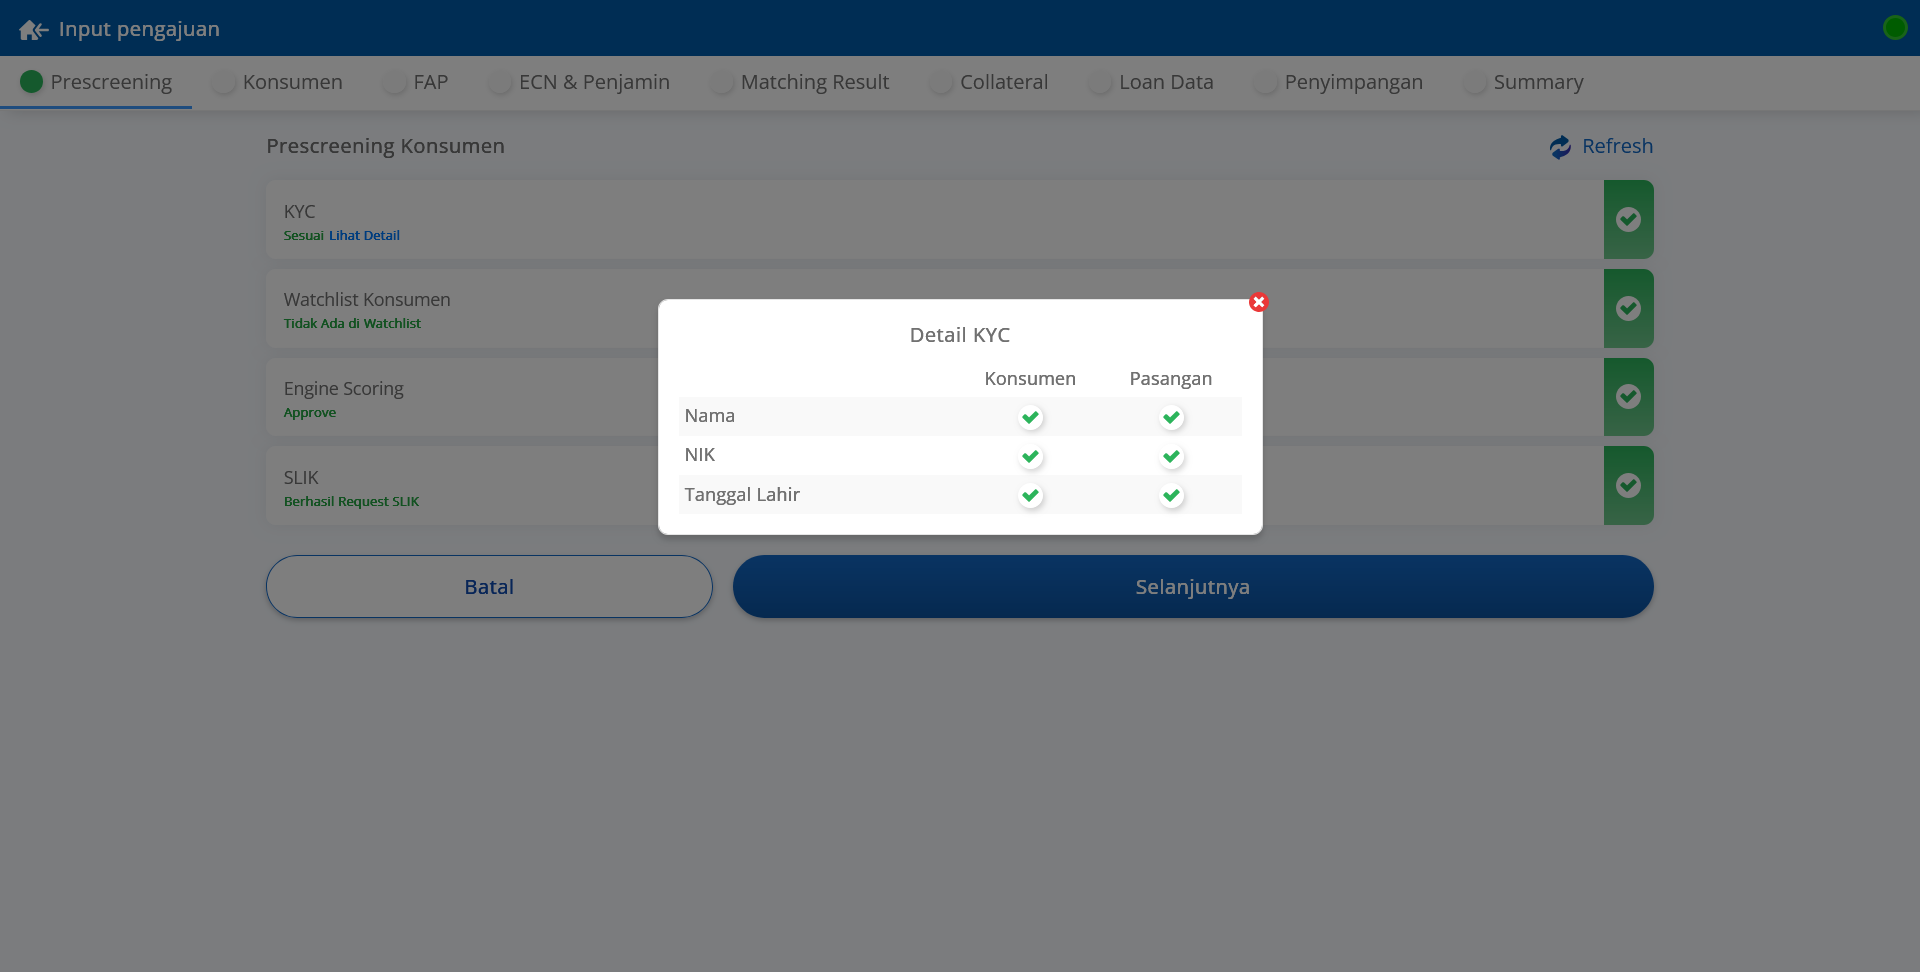 Input pengajuan
Prescreening Konsumen FAP ECN & Penjamin Matching Result Collateral Loan Data Penyimpangan Summary
Prescreening Konsumen Refresh
KYC
Sesuai Lihat Detail
Watchlist Konsumen
Tidak Ada di Watchlist
Engine Scoring
Approve
SLIK
Berhasil Request SLIK
Detail KYC
Konsumen Pasangan
Nama
NIK
Tanggal Lahir
Batal Selanjutnya